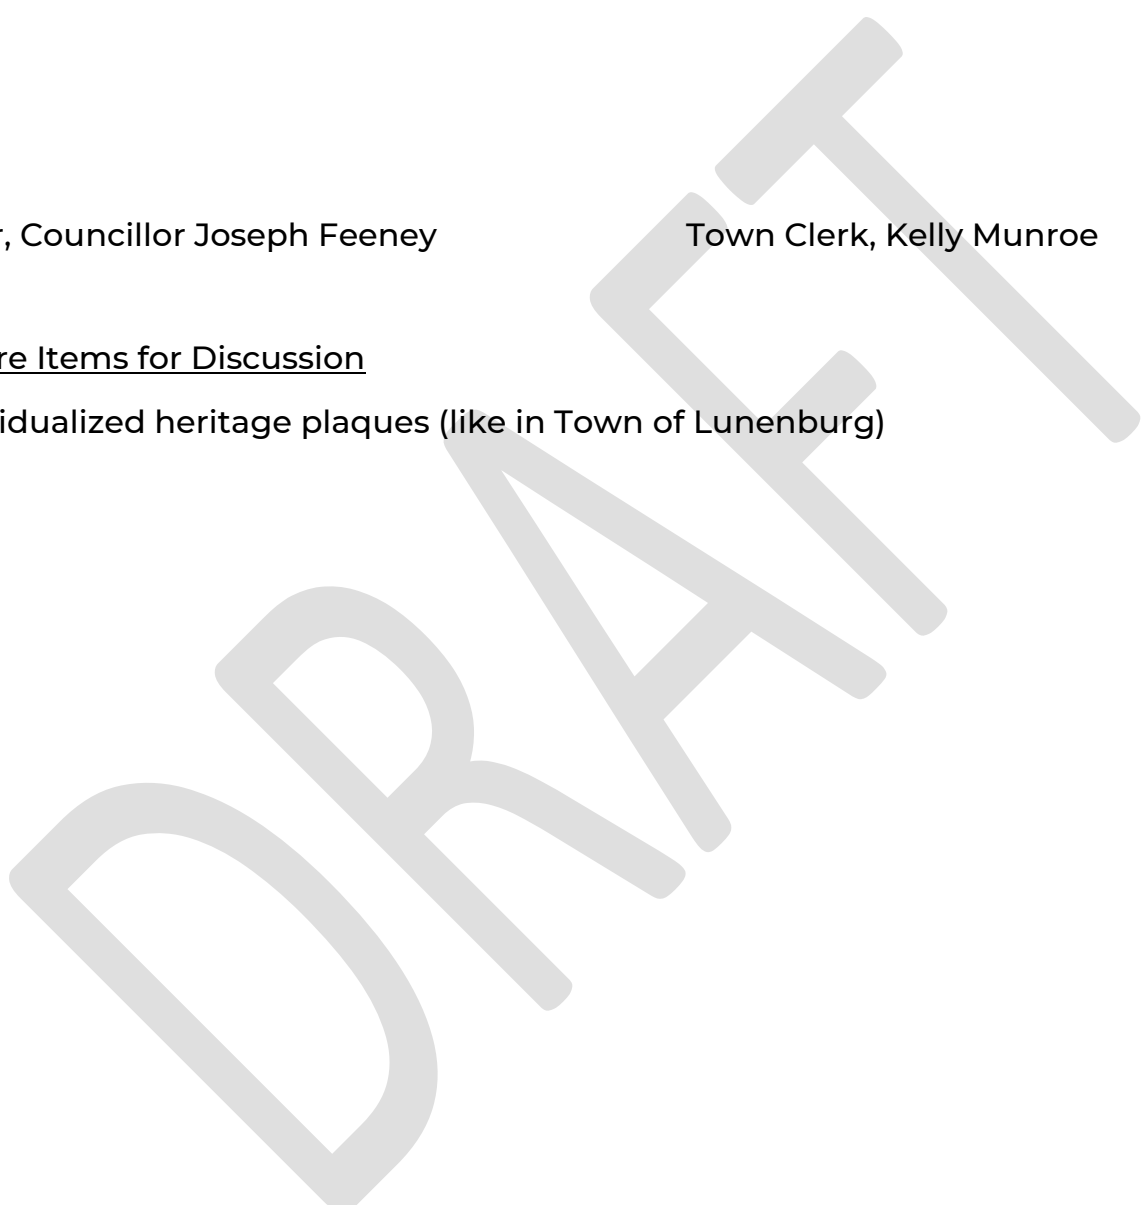 r, Councillor Joseph Feeney Town Clerk, Kelly Munroe
re Items for Discussion
idualized heritage plaques (like in Town of Lunenburg)
DRAFT